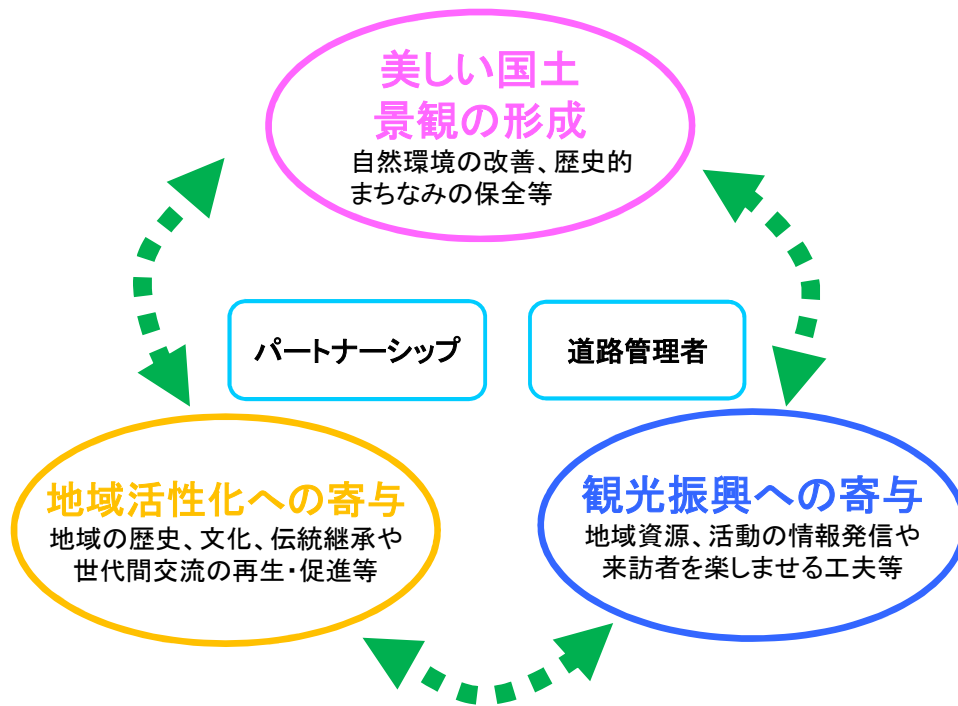 美しい国土
景観の形成
自然環境の改善、歴史的
まちなみの保全等
パートナーシップ
道路管理者
地域活性化への寄与
地域の歴史、文化、伝統継承や
世代間交流の再生・促進等
観光振興への寄与
地域資源、活動の情報発信や
来訪者を楽しませる工夫等